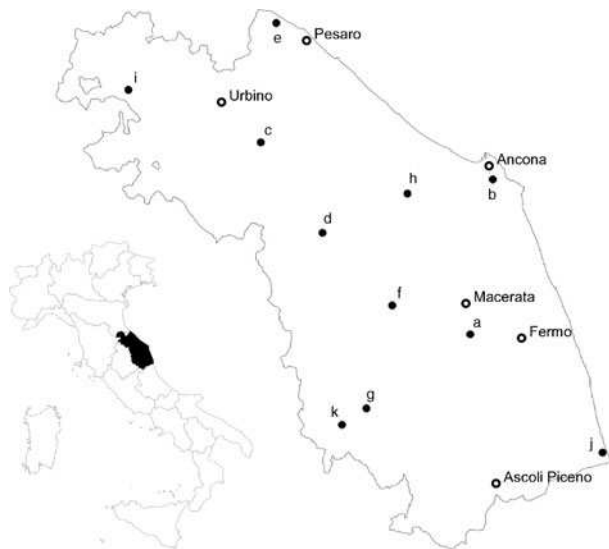 e
Pesaro
i
Urbino
c
Ancona
b
h
d
f
Macerata
a
Fermo
g
k
j
Ascoli Piceno